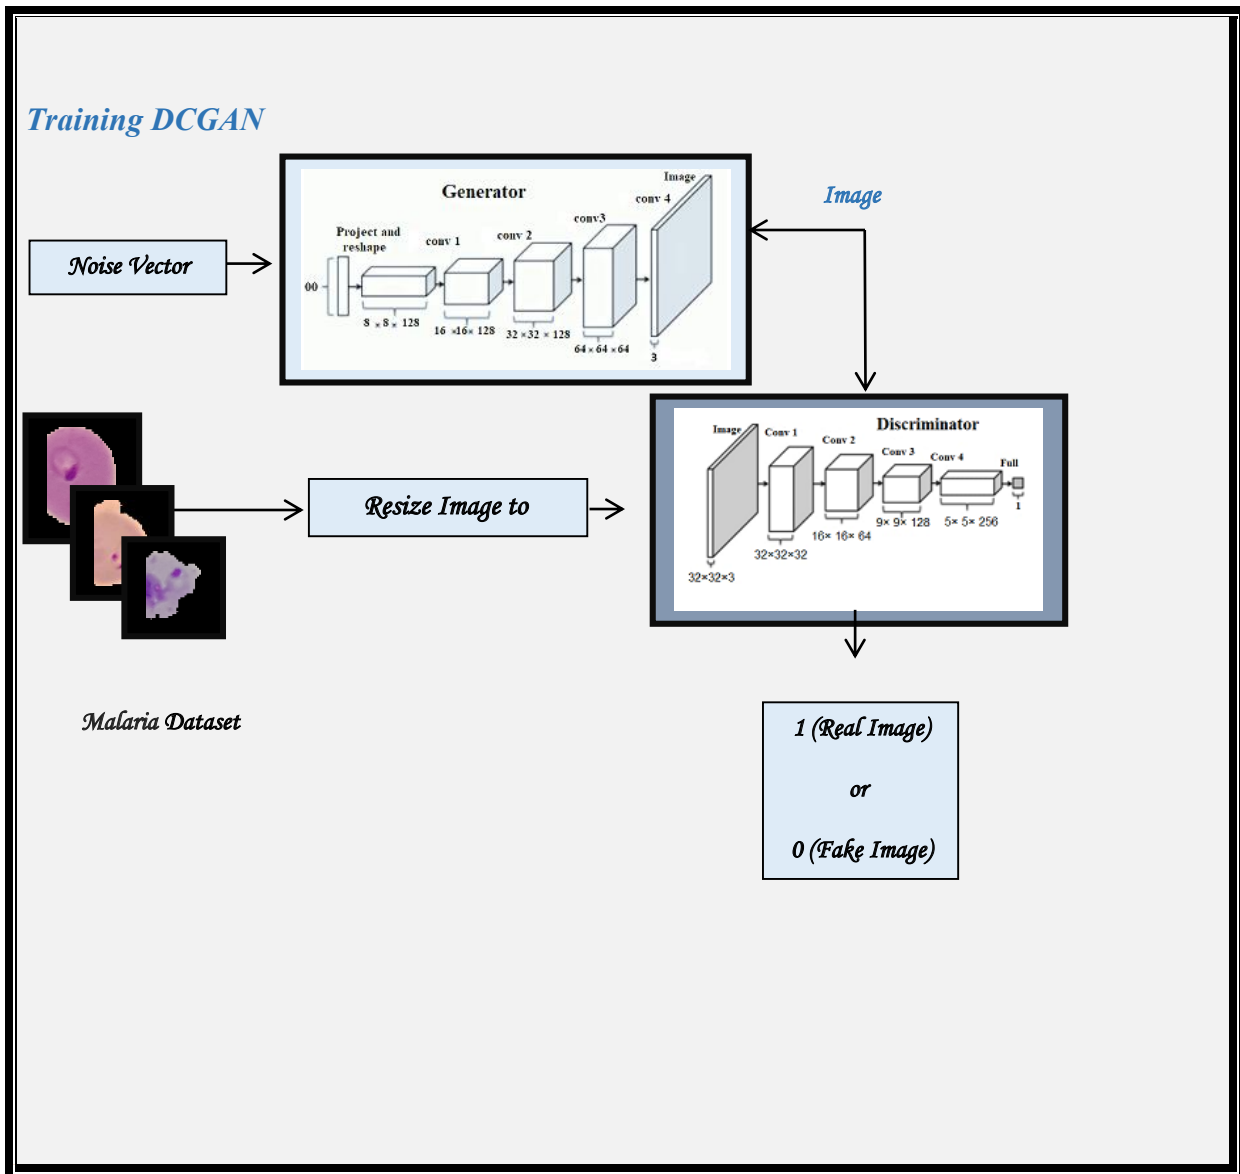 Training DCGAN
Noise Vector
Generator
Project and
reshape
conv 1
conv 2
conv3
conv 4
Image
00
8 × 8 × 128
16 ×16× 128
32 ×32 × 128
64 × 64 × 64
3
Image
Resize Image to
Discriminator
Image
Conv 1
Conv 2
Conv 3
Conv 4
Full
32×32×3
32×32×32
16× 16× 64
9× 9× 128
5× 5× 256
1
Malaria Dataset
1 (Real Image)
or
0 (Fake Image)